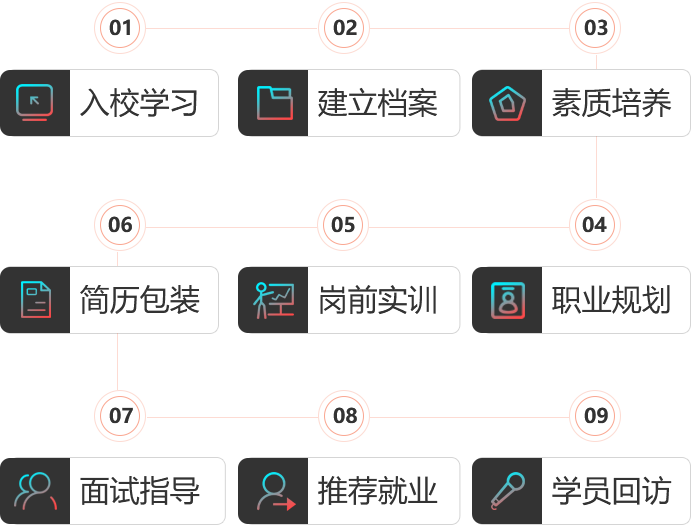 01
入校学习
02
建立档案
03
素质培养
04
职业规划
05
岗前实训
06
简历包装
07
面试指导
08
推荐就业
09
学员回访